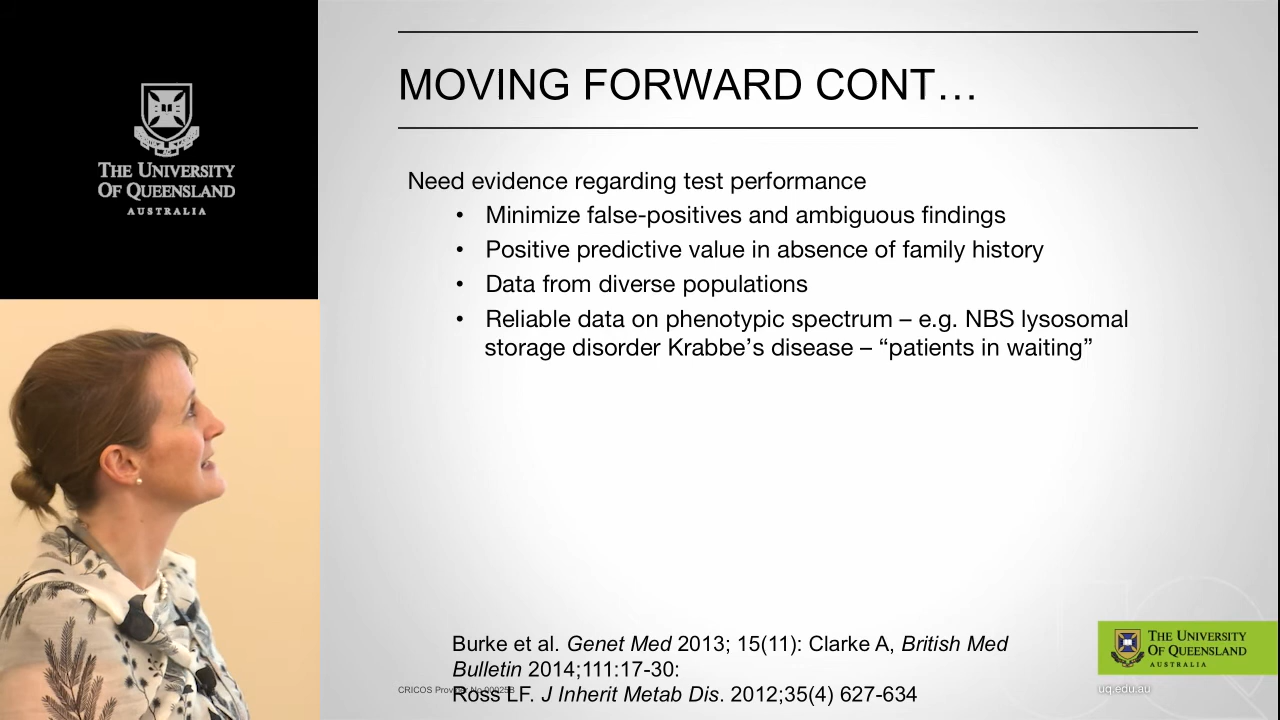 THE UNIVERSITY
OF QUEENSLAND
AUSTRALIA
MOVING FORWARD CONT…
Need evidence regarding test performance
• Minimize false-positives and ambiguous findings
• Positive predictive value in absence of family history
• Data from diverse populations
• Reliable data on phenotypic spectrum – e.g. NBS lysosomal
storage disorder Krabbe’s disease – “patients in waiting”
Burke et al. Genet Med 2013; 15(11): Clarke A, British Med
Bulletin 2014;111:17-30:
Ross LF. J Inherit Metab Dis. 2012;35(4) 627-634
CRICOS
THE UNIVERSITY
OF QUEENSLAND
AUSTRALIA
uq.edu.au